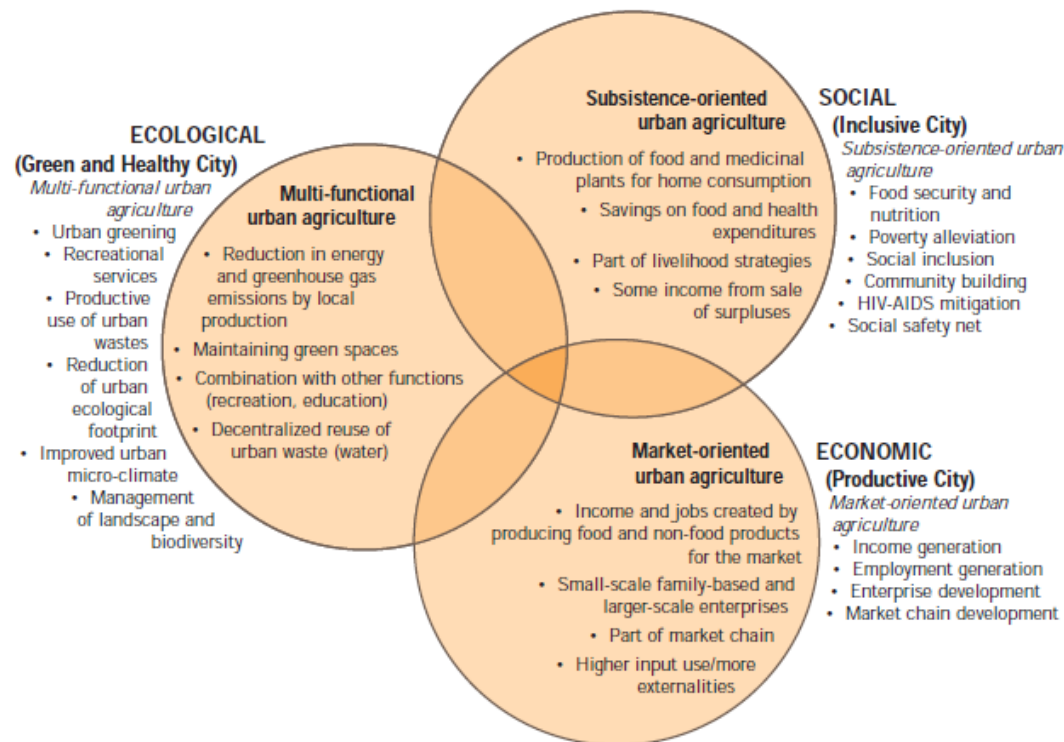 ECOLOGICAL
(Green and Healthy City)
Multi-functional urban
agriculture
• Urban greening
• Recreational
services
• Productive
use of urban
wastes
• Reduction
of urban
ecological
footprint
• Improved urban
micro-climate
• Management
of landscape and
biodiversity
Multi-functional
urban agriculture
• Reduction in energy
and greenhouse gas
emissions by local
production
• Maintaining green spaces
• Combination with other functions
(recreation, education)
• Decentralized reuse of
urban waste (water)
Subsistence-oriented
urban agriculture
• Production of food and medicinal
plants for home consumption
• Savings on food and health
expenditures
• Part of livelihood strategies
• Some income from sale
of surpluses
SOCIAL
(Inclusive City)
Subsistence-oriented urban
agriculture
• Food security and
nutrition
• Poverty alleviation
• Social inclusion
• Community building
• HIV-AIDS mitigation
• Social safety net
Market-oriented
urban agriculture
• Income and jobs created by
producing food and non-food products
for the market
• Small-scale family-based and
larger-scale enterprises
• Part of market chain
• Higher input use/more
externalities
ECONOMIC
(Productive City)
Market-oriented urban
agriculture
• Income generation
• Employment generation
• Enterprise development
• Market chain development